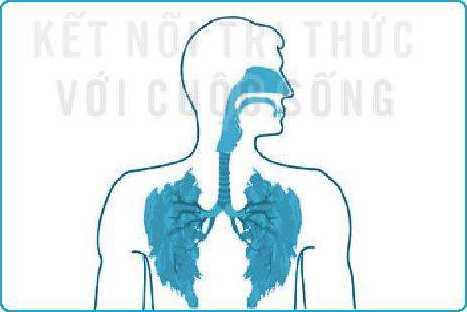 KẾT NỐI TRI THỨC
VỚI CUỘC SỐNG